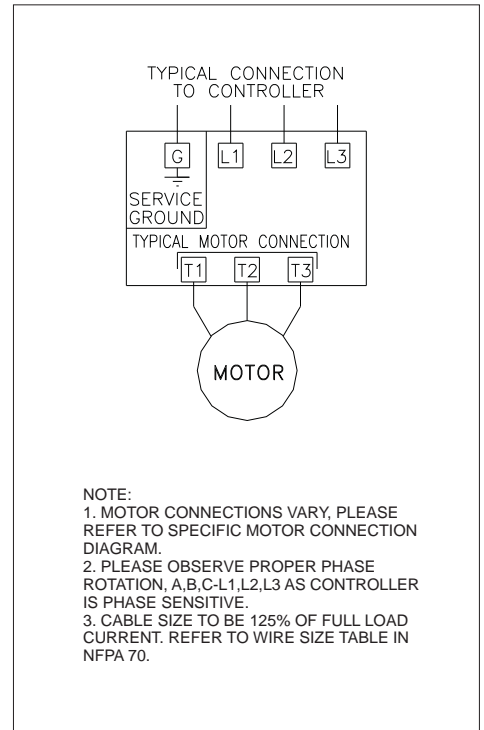 TYPICAL CONNECTION
TO CONTROLLER
G
L1
L2
L3
SERVICE
GROUND
TYPICAL MOTOR CONNECTION
T1
T2
T3
MOTOR
NOTE:
1. MOTOR CONNECTIONS VARY, PLEASE
REFER TO SPECIFIC MOTOR CONNECTION
DIAGRAM.
2. PLEASE OBSERVE PROPER PHASE
ROTATION, A,B,C-L1,L2,L3 AS CONTROLLER
IS PHASE SENSITIVE.
3. CABLE SIZE TO BE 125% OF FULL LOAD
CURRENT. REFER TO WIRE SIZE TABLE IN
NFPA 70.